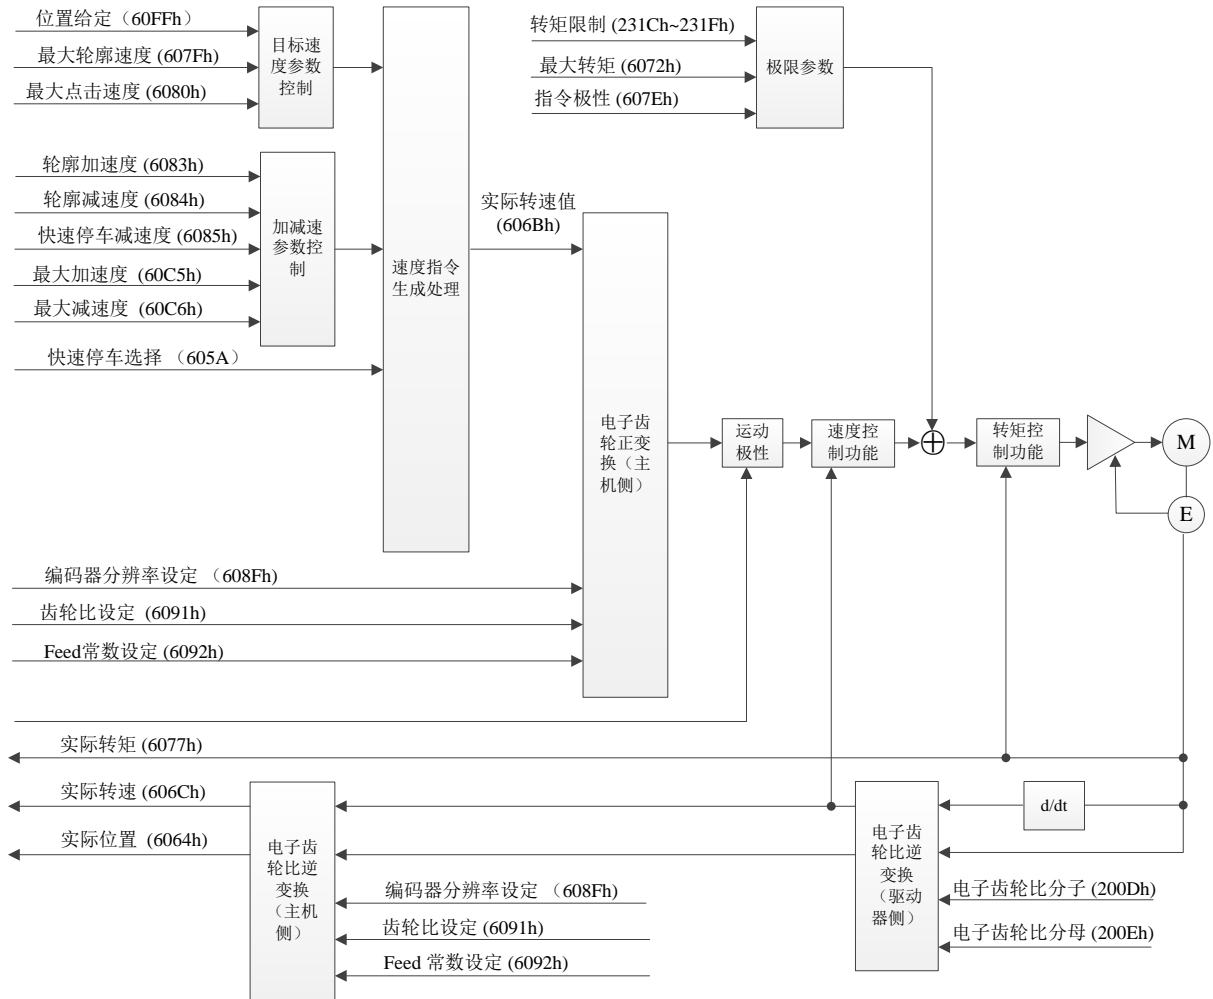 位置给定（60FFh）
最大轮廓速度 (607Fh)
最大点击速度 (6080h)
目标速
度参数
控制
转矩限制 (231Ch~231Fh)
最大转矩 (6072h)
指令极性 (607Eh)
极限参数
轮廓加速度 (6083h)
轮廓减速度 (6084h)
快速停车减速度 (6085h)
最大加速度 (60C5h)
最大减速度 (60C6h)
加减速
参数控
制
快速停车选择 （605A）
速度指令
生成处理
实际转速值
(606Bh)
电子齿
轮正变
换（主
机侧）
运动
极性
速度控
制功能
转矩控
制功能
M
E
编码器分辨率设定 （608Fh)
齿轮比设定 (6091h)
Feed常数设定 (6092h)
实际转矩 (6077h)
实际转速 (606Ch)
实际位置 (6064h)
电子齿
轮比逆
变换
（主机
侧）
编码器分辨率设定 （608Fh)
齿轮比设定 (6091h)
Feed 常数设定 (6092h)
d/dt
电子齿
轮比逆
变换
（驱动
器侧）
电子齿轮比分子 (200Dh)
电子齿轮比分母 (200Eh)